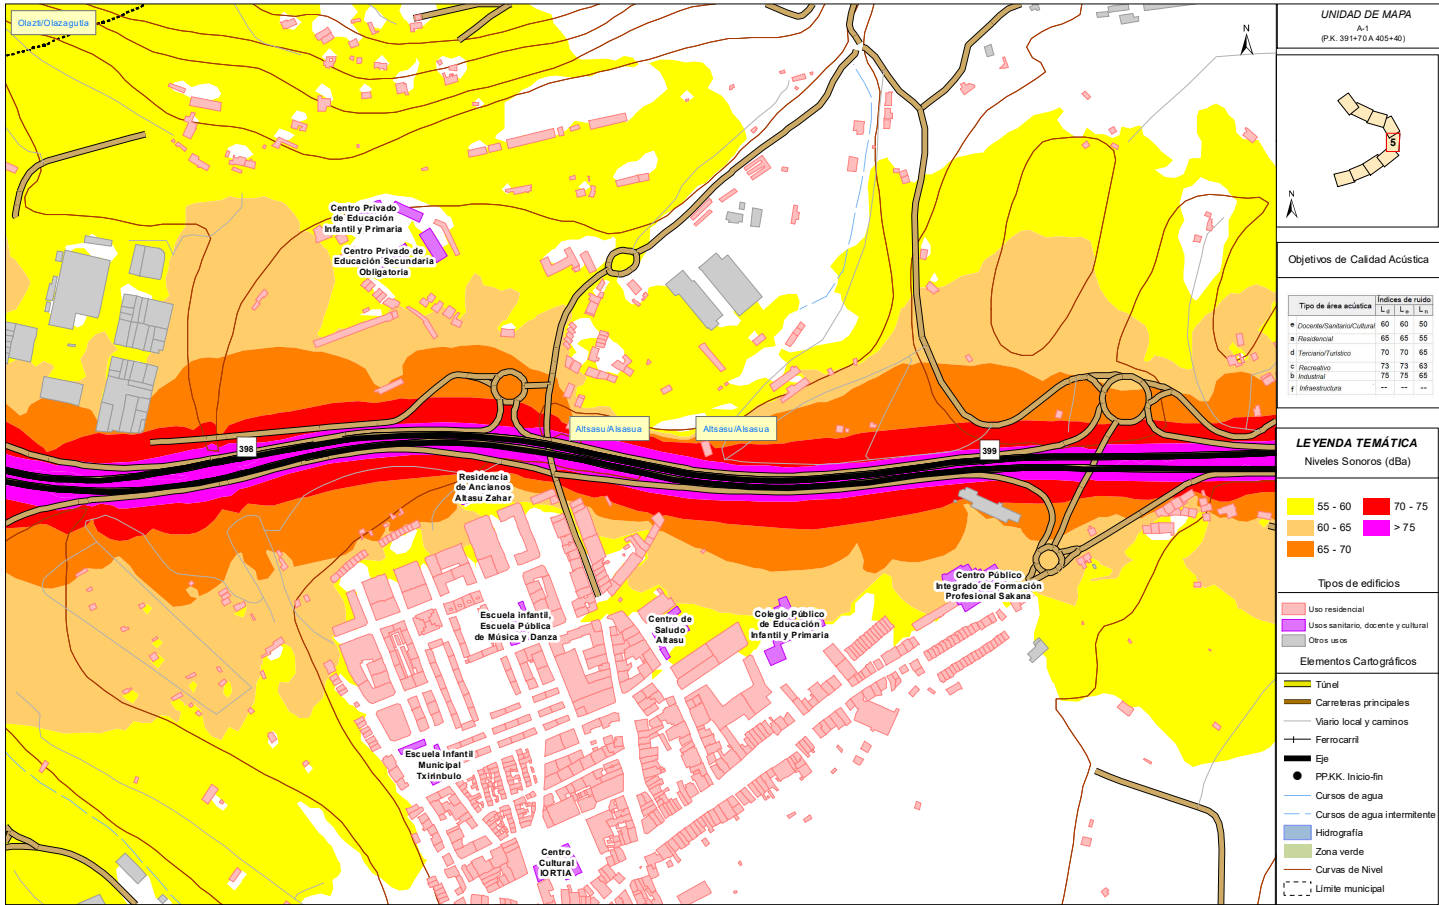 Olazti/Olazagutía
N
Centro Privado
de Educación
Infantil y Primaria
Centro Privado de
Educación Secundaria
Obligatoria
Altsasu/Alsasua
Altsasu/Alsasua
398
399
Residencia
de Ancianos
Altasu Zahar
Centro Público
Integrado de Formación
Profesional Sakana
Escuela infantil,
Escuela Pública
de Música y Danza
Centro de
Saludo
Altasu
Colegio Público
de Educación
Infantil y Primaria
Escuela Infantil
Municipal
Txirinbulo
Centro
Cultural
IORTIA
UNIDAD DE MAPA
A-1
(P.K. 391+70 A 405+40)
5
N
Objetivos de Calidad Acústica
Tipo de área acústica Índices de ruido
L d L e L n
e Docente/Sanitario/Cultural 60 60 50
a Residencial 65 65 55
d Terciario/Turístico 70 70 65
c Recreativo 73 73 63
b Industrial 75 75 65
f Infraestructura -- -- --
LEYENDA TEMÁTICA
Niveles Sonoros (dBa)
55 - 60 70 - 75
60 - 65 > 75
65 - 70
Tipos de edificios
Uso residencial
Usos sanitario, docente y cultural
Otros usos
Elementos Cartográficos
Túnel
Carreteras principales
Viario local y caminos
Ferrocarril
Eje
PP.KK. Inicio-fin
Cursos de agua
Cursos de agua intermitente
Hidrografía
Zona verde
Curvas de Nivel
Límite municipal